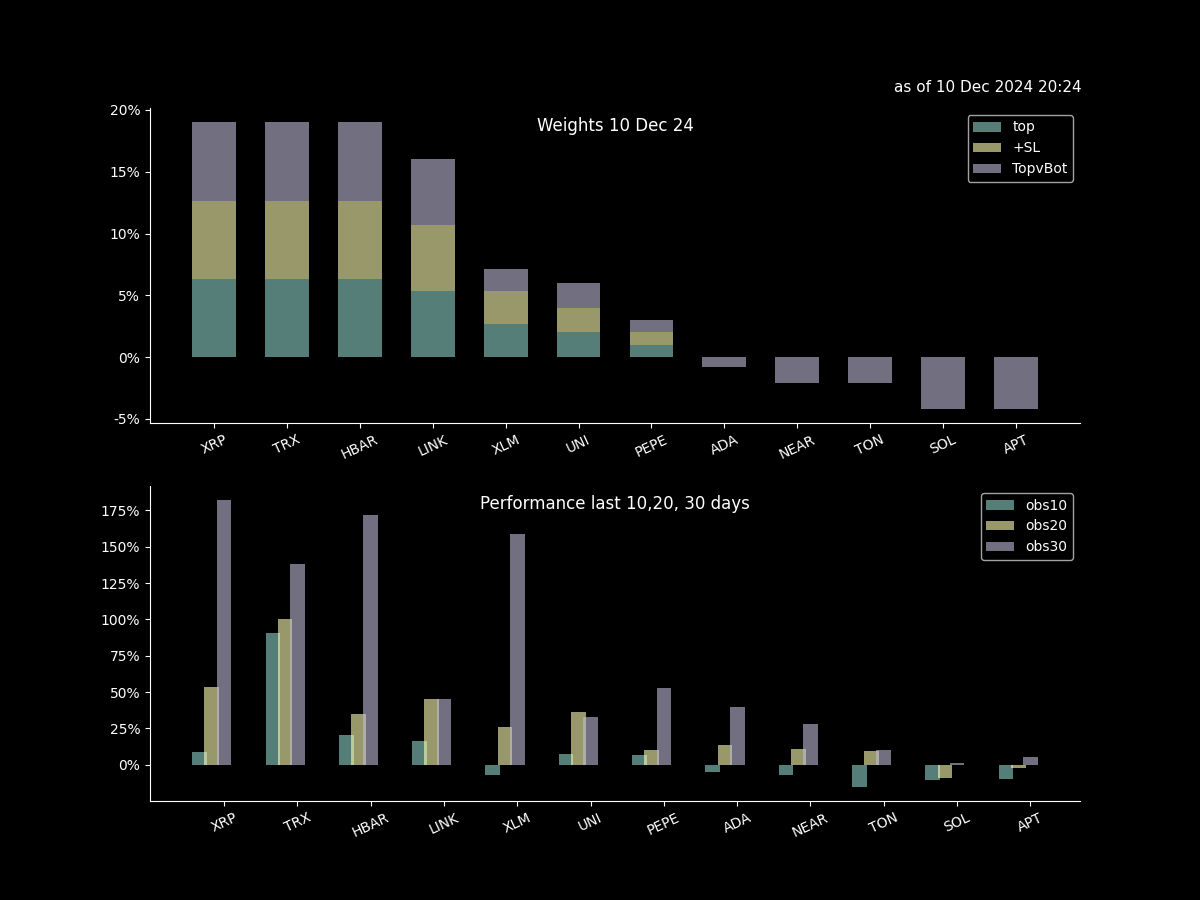 as of 10 Dec 2024 20:24
Weights 10 Dec 24
top
+SL
TopvBot
20%
15%
10%
5%
0%
-5%
XRP TRX HBAR LINK XLM UNI PEPE ADA NEAR TON SOL APT
Performance last 10,20, 30 days
obs10
obs20
obs30
175%
150%
125%
100%
75%
50%
25%
0%
XRP TRX HBAR LINK XLM UNI PEPE ADA NEAR TON SOL APT